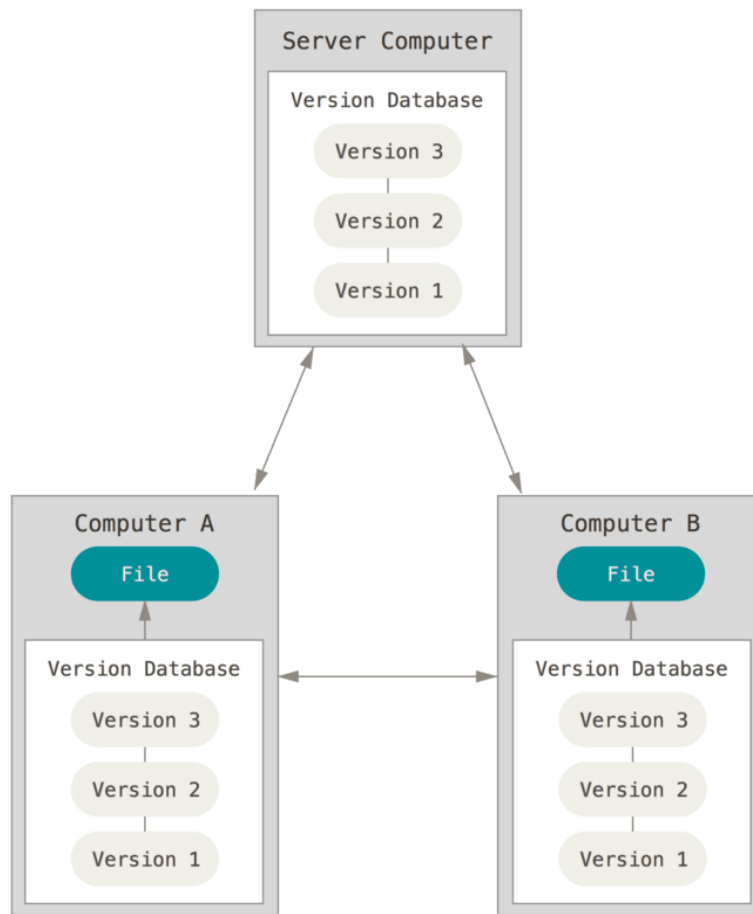 Server Computer
Version Database
Version 3
Version 2
Version 1
Computer A
File
Version Database
Version 3
Version 2
Version 1
Computer B
File
Version Database
Version 3
Version 2
Version 1